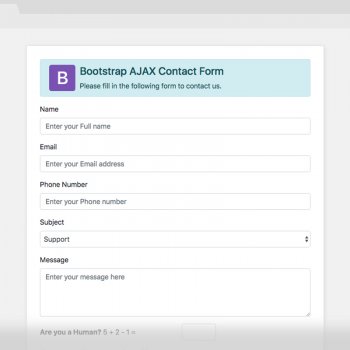 B
Bootstrap AJAX Contact Form
Please fill in the following form to contact us.
Name
Enter your Full name
Email
Enter your Email address
Phone Number
Enter your Phone number
Subject
Support
Message
Enter your message here
Are you a Human? 5 + 2 - 1 =